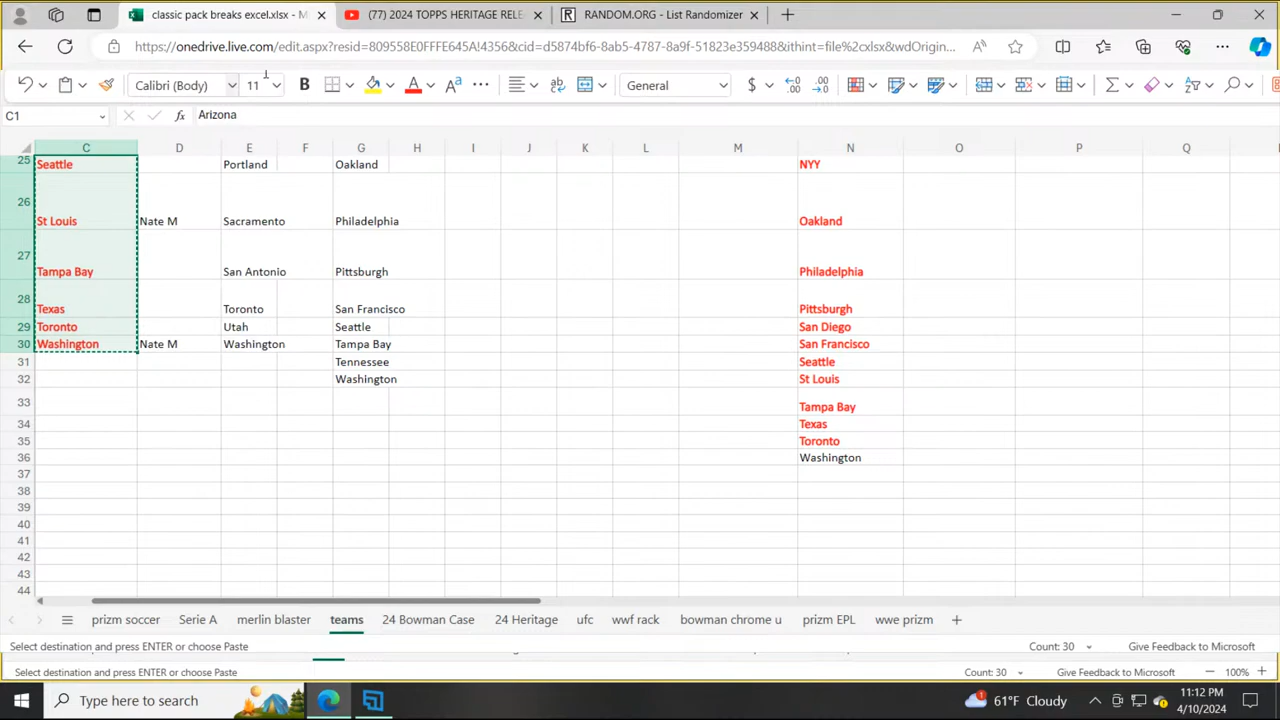 classic pack breaks excel.xlsx - M
(77) 2024 TOPPS HERITAGE RELE
RANDOM.ORG - List Randomizer
https://onedrive.live.com/edit.aspx?resid=809558E0FFFE645A!4356&cid=d5874bf6-8ab5-4787-8a9f-51823e359488&ithint=file%2cxlsx&wdOrigin...
Calibri (Body) 11 B A General $
C1 fx Arizona
C D E F G H I J K L M N O P Q
25 Seattle Portland Oakland NYY
26 St Louis Nate M Sacramento Philadelphia Oakland
27 Tampa Bay San Antonio Pittsburgh Philadelphia
28 Texas Toronto San Francisco Pittsburgh
29 Toronto Utah Seattle San Diego
30 Washington Nate M Washington Tampa Bay San Francisco
31 Tennessee Seattle
32 Washington St Louis
33 Tampa Bay
34 Texas
35 Toronto
36 Washington
37
38
39
40
41
42
43
44
prizm soccer Serie A merlin blaster teams 24 Bowman Case 24 Heritage ufc wwf rack bowman chrome u prizm EPL wwe prizm
Select destination and press ENTER or choose Paste Count: 30 Give Feedback to Microsoft
Select destination and press ENTER or choose Paste Count: 30 Give Feedback to Microsoft 100%
Type here to search 61°F Cloudy 11:12 PM
4/10/2024